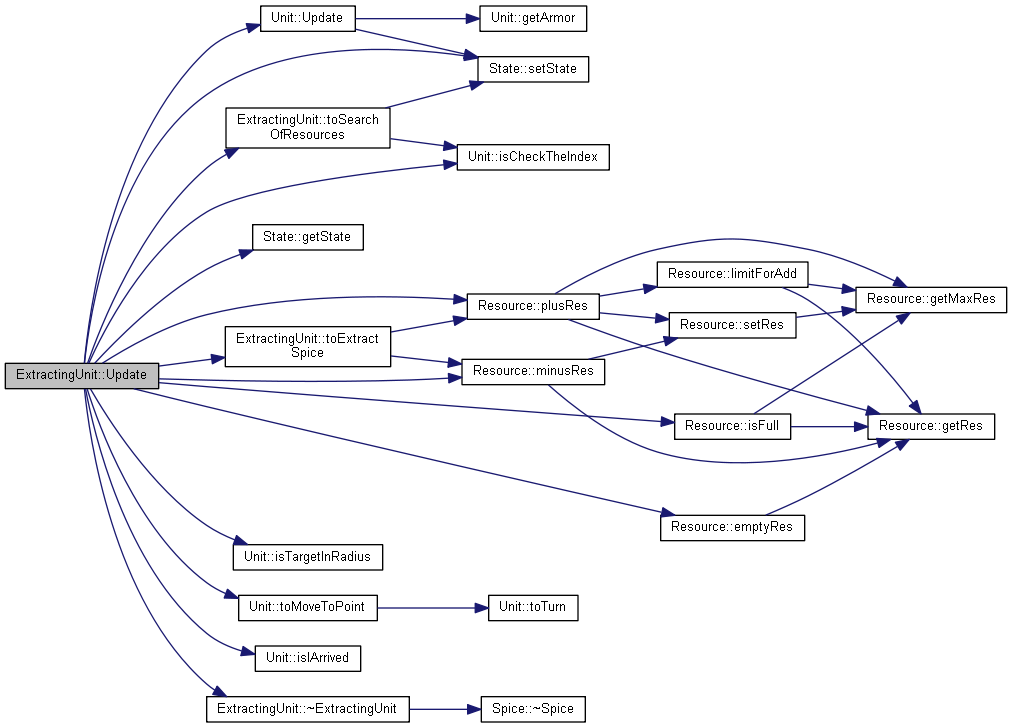 Unit::Update
Unit::getArmor
State::setState
ExtractingUnit::toSearch
OfResources
Unit::isCheckTheIndex
State::getState
Resource::limitForAdd
Resource::getMaxRes
Resource::plusRes
Resource::setRes
ExtractingUnit::toExtract
Spice
ExtractingUnit::Update
Resource::minusRes
Resource::isFull
Resource::getRes
Resource::emptyRes
Unit::isTargetInRadius
Unit::toMoveToPoint
Unit::toTurn
Unit::isIArrived
ExtractingUnit::~ExtractingUnit
Spice::~Spice